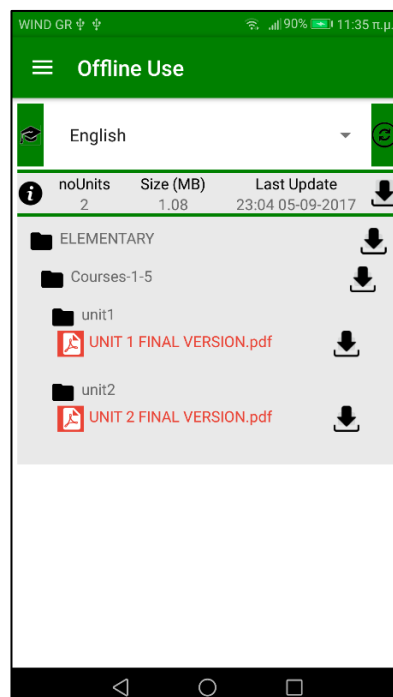 WIND GR 90% 11:35 π.μ.
Offline Use
English
noUnits Size (MB) Last Update
2 1.08 23:04 05-09-2017
ELEMENTARY
Courses-1-5
unit1
UNIT 1 FINAL VERSION.pdf
unit2
UNIT 2 FINAL VERSION.pdf